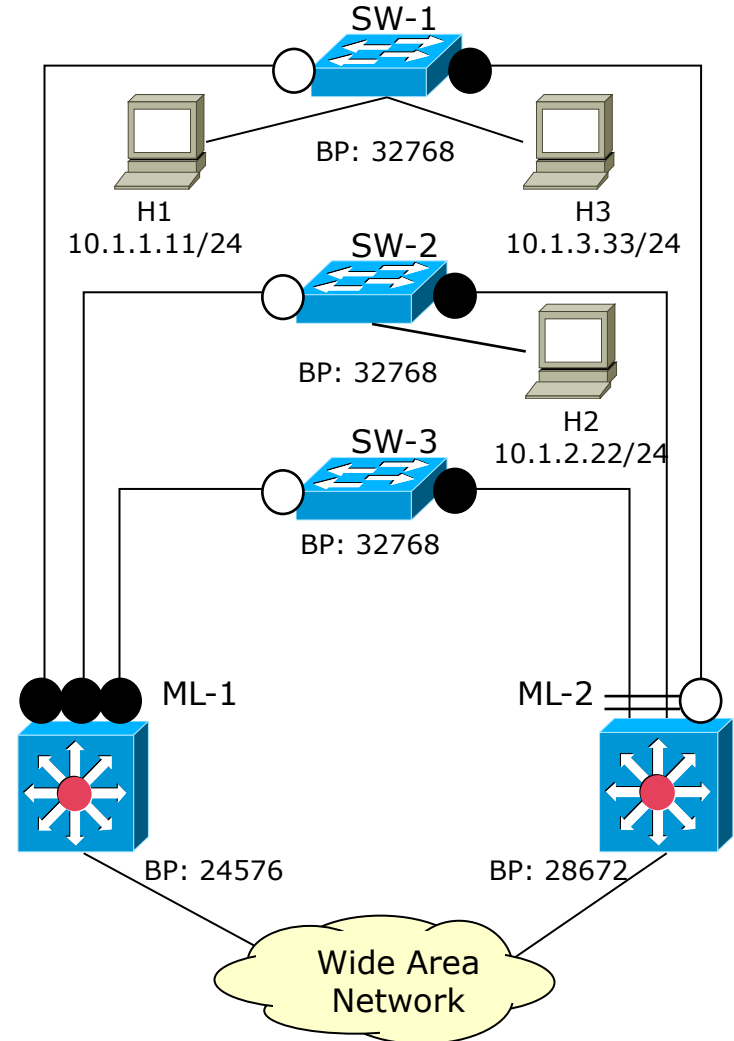 SW-1
BP: 32768
H1
10.1.1.11/24
H3
10.1.3.33/24
SW-2
BP: 32768
H2
10.1.2.22/24
SW-3
BP: 32768
ML-1
ML-2
BP: 24576
BP: 28672
Wide Area
Network